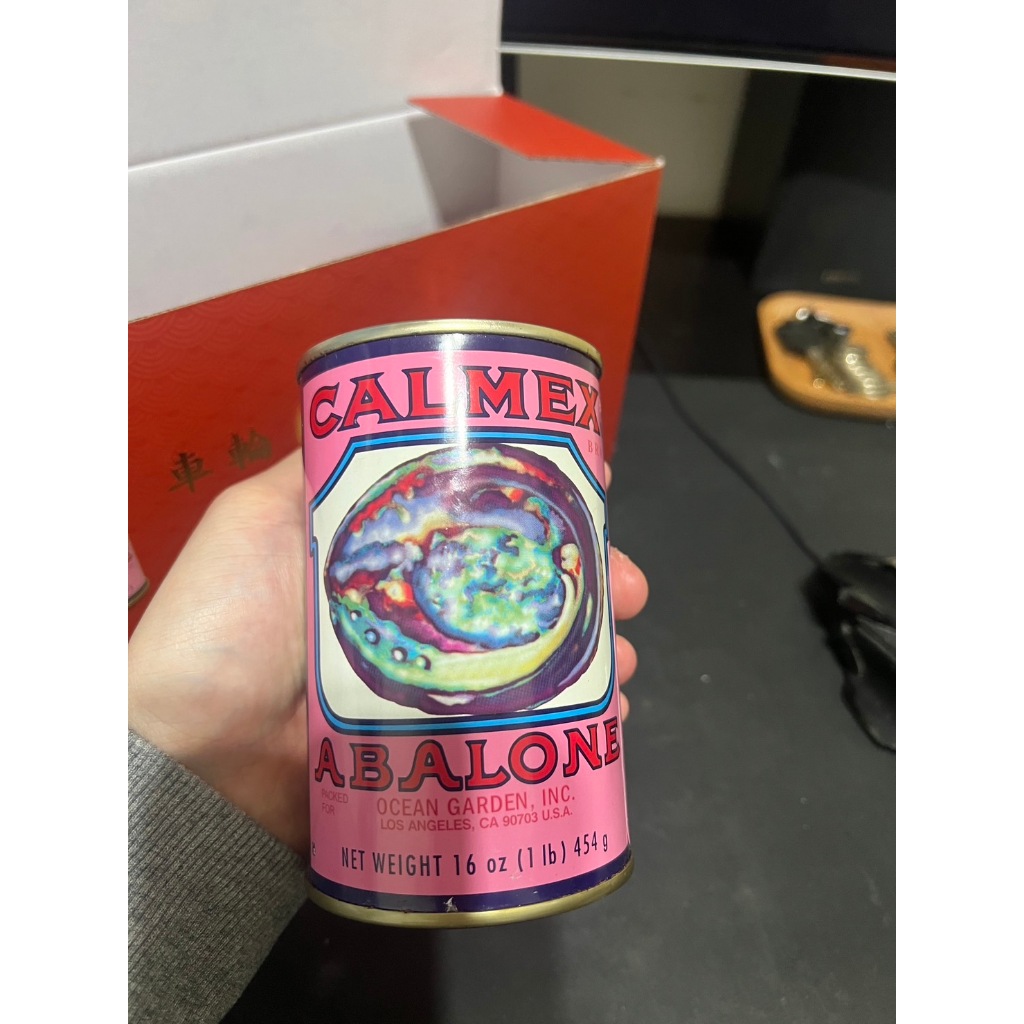 車輪
CALMEX
ABALONE
PACKED
FOR
OCEAN GARDEN, INC.
LOS ANGELES, CA 90703 U.S.A.
NET WEIGHT 16 oz (1 lb) 454 g